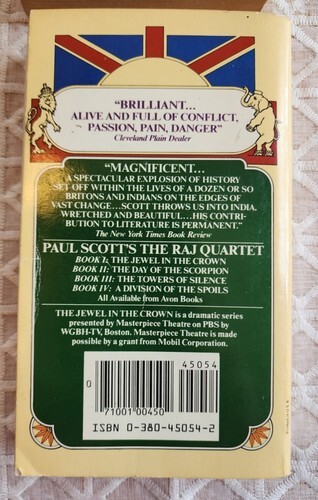 "BRILLIANT...
ALIVE AND FULL OF CONFLICT,
PASSION, PAIN, DANGER"
Cleveland Plain Dealer
"MAGNIFICENT...
A SPECTACULAR EXPLOSION OF HISTORY
SET OFF WITHIN THE LIVES OF A DOZEN OR SO
BRITONS AND INDIANS ON THE EDGES OF
VAST CHANGE...SCOTT THROWS US INTO INDIA.
WRETCHED AND BEAUTIFUL...HIS CONTRI-
BUTION TO LITERATURE IS PERMANENT."
The New York Times Book Review
PAUL SCOTT'S THE RAJ QUARTET
BOOK I: THE JEWEL IN THE CROWN
BOOK II: THE DAY OF THE SCORPION
BOOK III: THE TOWERS OF SILENCE
BOOK IV: A DIVISION OF THE SPOILS
All Available from Avon Books
THE JEWEL IN THE CROWN is a dramatic series
presented by Masterpiece Theatre on PBS by
WGBH-TV, Boston. Masterpiece Theatre is made
possible by a grant from Mobil Corporation.
45054
0
71001 00450
ISBN 0-380-45054-2